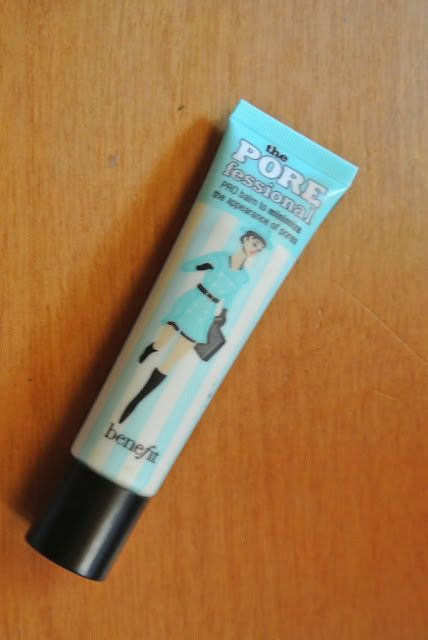 the
PORE
fessional
PRO balm to minimize
the appearance of pores
benefit